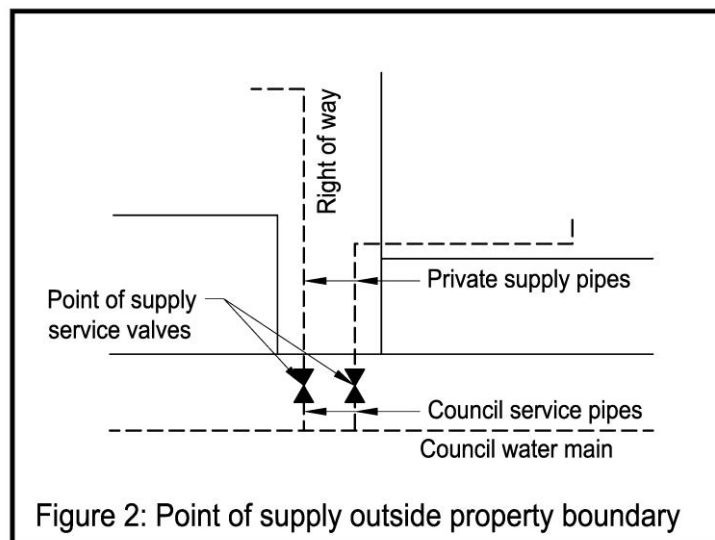 Right of way
Private supply pipes
Point of supply
service valves
Council service pipes
Council water main
Figure 2: Point of supply outside property boundary